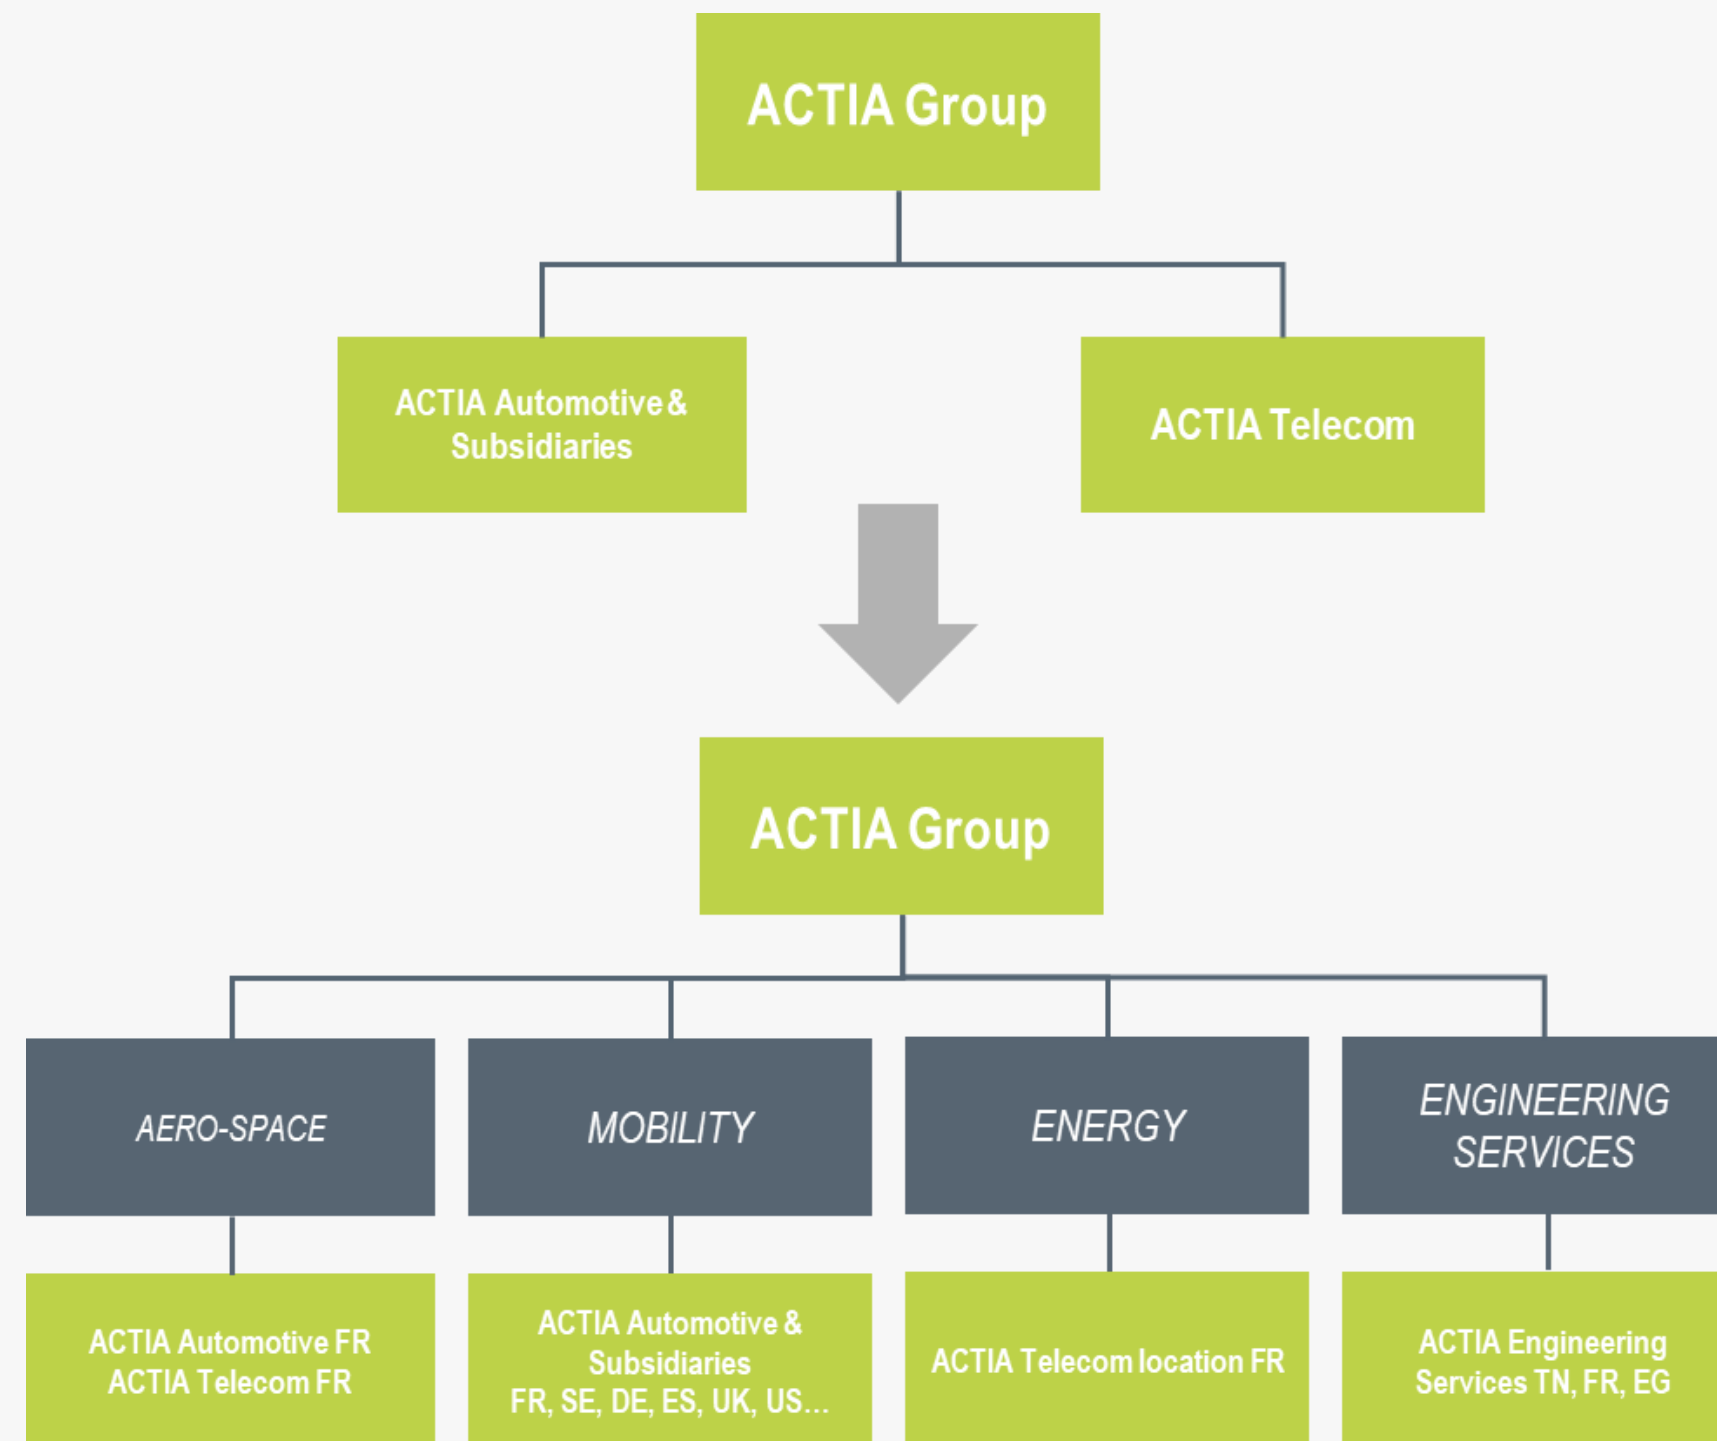 ACTIA Group
ACTIA Automotive &
Subsidiaries
ACTIA Telecom
ACTIA Group
AERO-SPACE
MOBILITY
ENERGY
ENGINEERING
SERVICES
ACTIA Automotive FR
ACTIA Telecom FR
ACTIA Automotive &
Subsidiaries
FR, SE, DE, ES, UK, US...
ACTIA Telecom location FR
ACTIA Engineering
Services TN, FR, EG